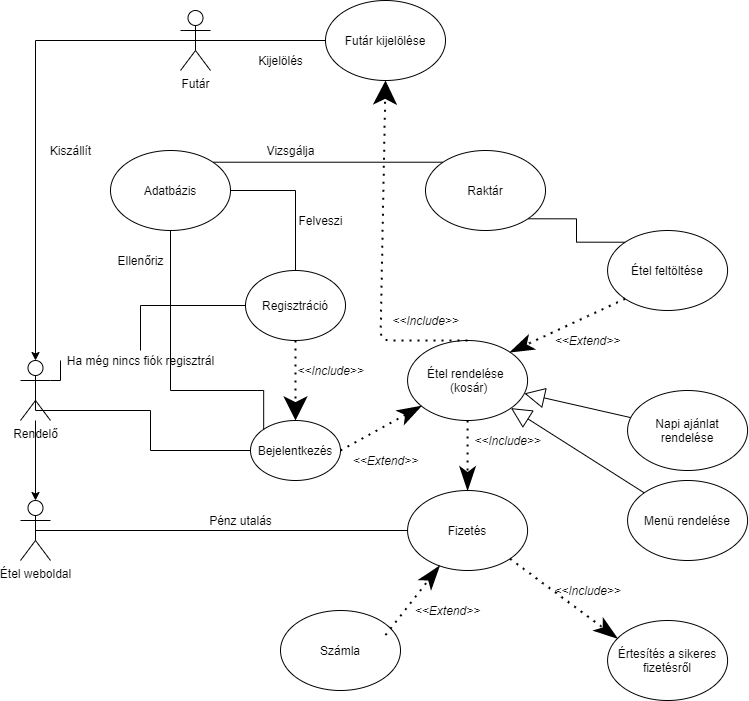 Futár kijelölése
Kijelölés
Futár
Kiszállít
Vizsgálja
Adatbázis
Raktár
Felveszi
Ellenőriz
Étel feltöltése
Regisztráció
<<Include>>
<<Extend>>
Ha még nincs fiók regisztrál
<<Include>>
Étel rendelése
(kosár)
Napi ajánlat
rendelése
Rendelő
<<Include>>
Bejelentkezés
<<Extend>>
Menü rendelése
Pénz utalás
Fizetés
Étel weboldal
<<Include>>
<<Extend>>
Számla
Értesítés a sikeres
fizetésről